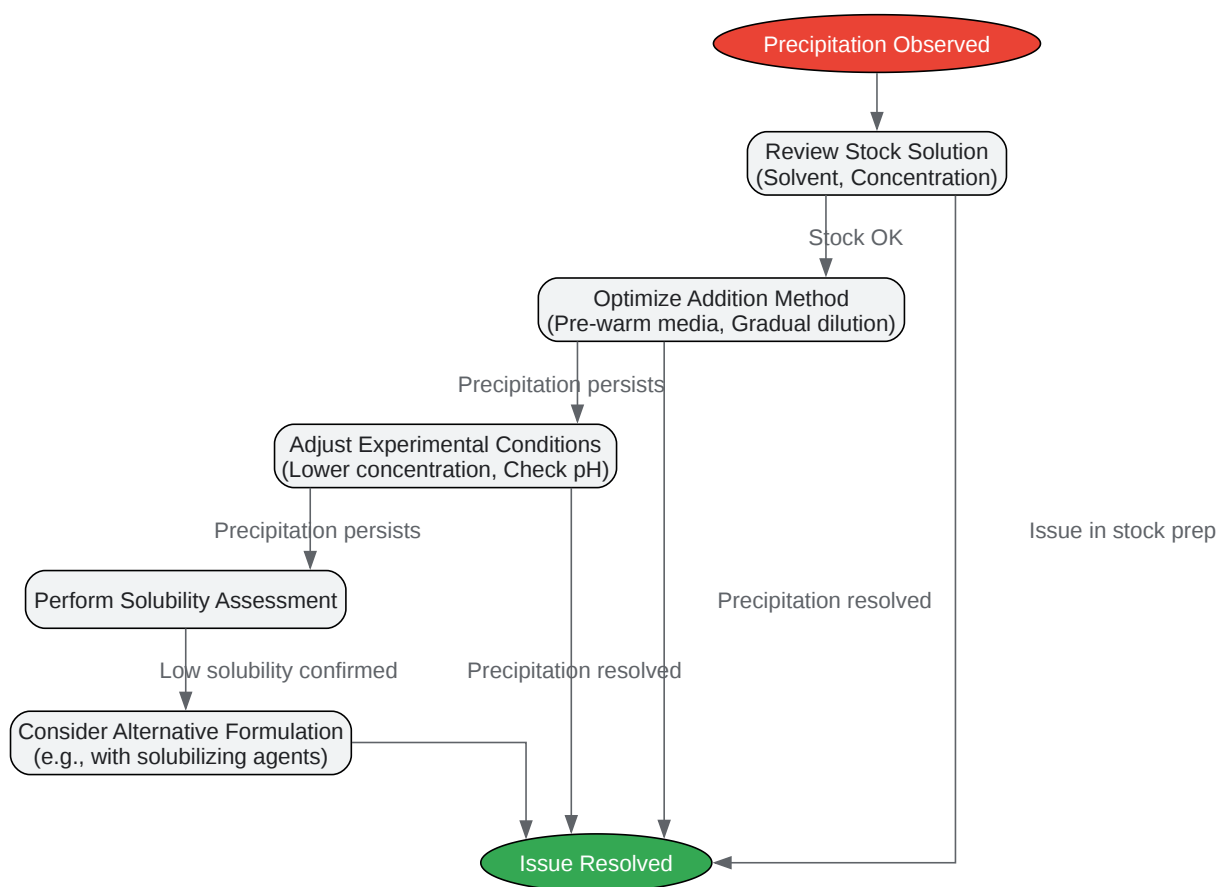 Precipitation Observed
Review Stock Solution
(Solvent, Concentration)
Stock OK
Optimize Addition Method
(Pre-warm media, Gradual dilution)
Precipitation persists
Adjust Experimental Conditions
(Lower concentration, Check pH)
Precipitation persists
Issue in stock prep
Perform Solubility Assessment
Precipitation resolved
Low solubility confirmed
Precipitation resolved
Consider Alternative Formulation
(e.g., with solubilizing agents)
Issue Resolved